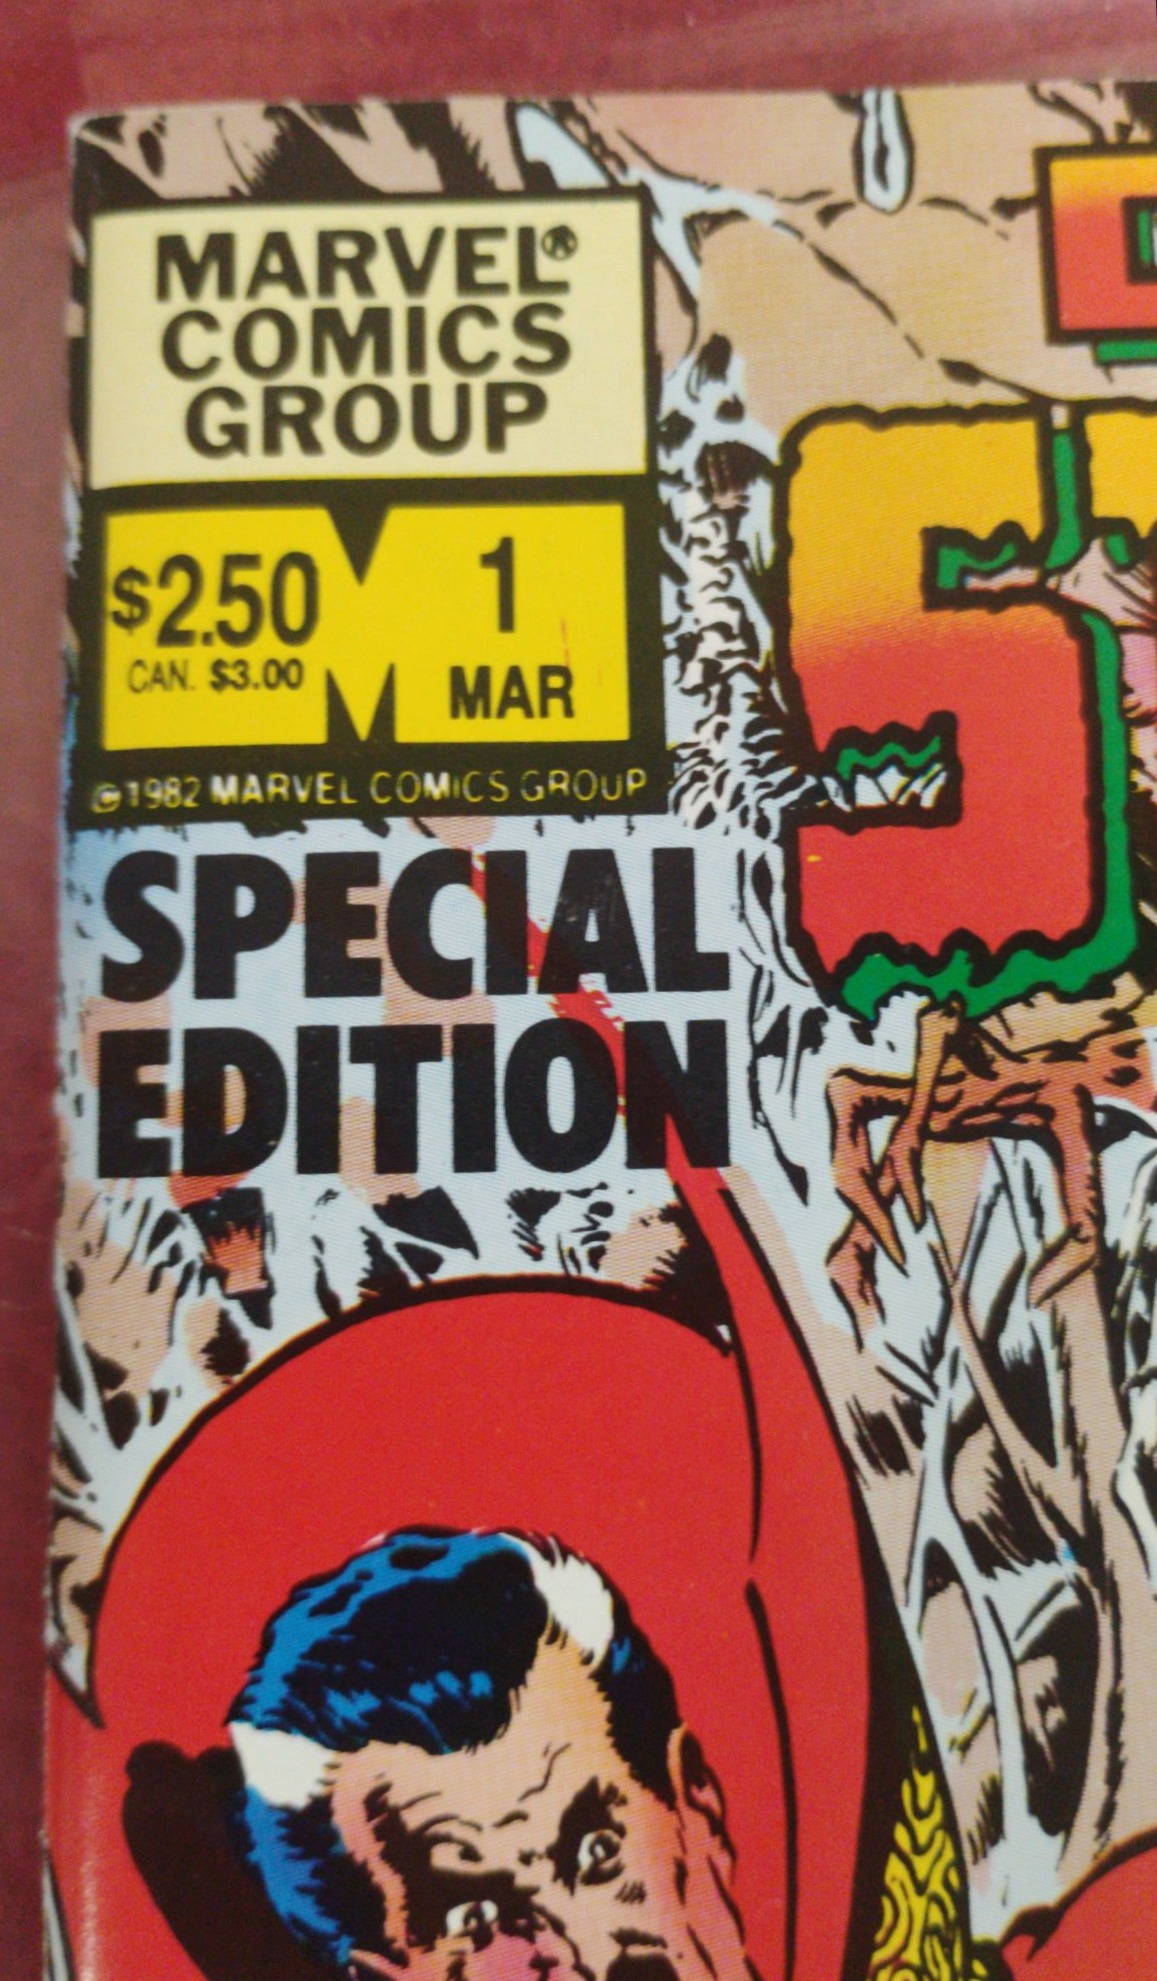 MARVEL®
COMICS
GROUP
$2.50
CAN. $3.00
1
MAR
©1982 MARVEL COMICS GROUP
SPECIAL
EDITION